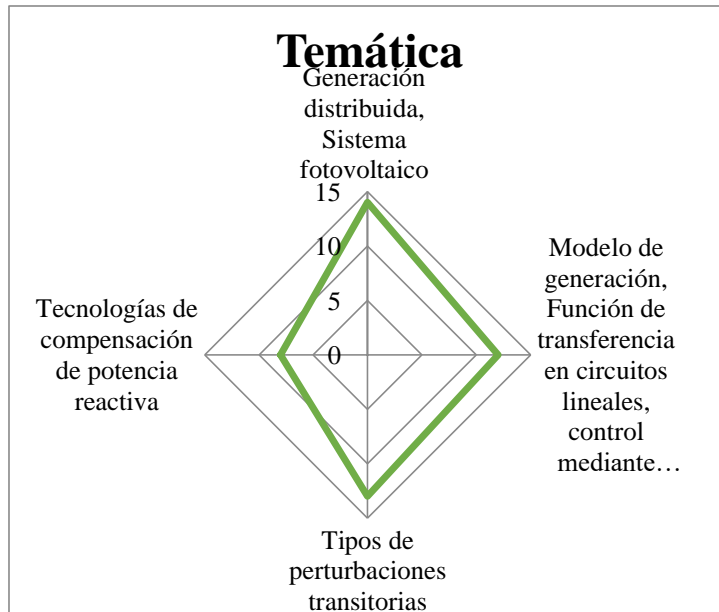 Temática
Generación
distribuida,
Sistema
fotovoltaico
15
10
5
0
Modelo de
generación,
Función de
transferencia
en circuitos
lineales,
control
mediante…
Tecnologías de
compensación
de potencia
reactiva
Tipos de
perturbaciones
transitorias